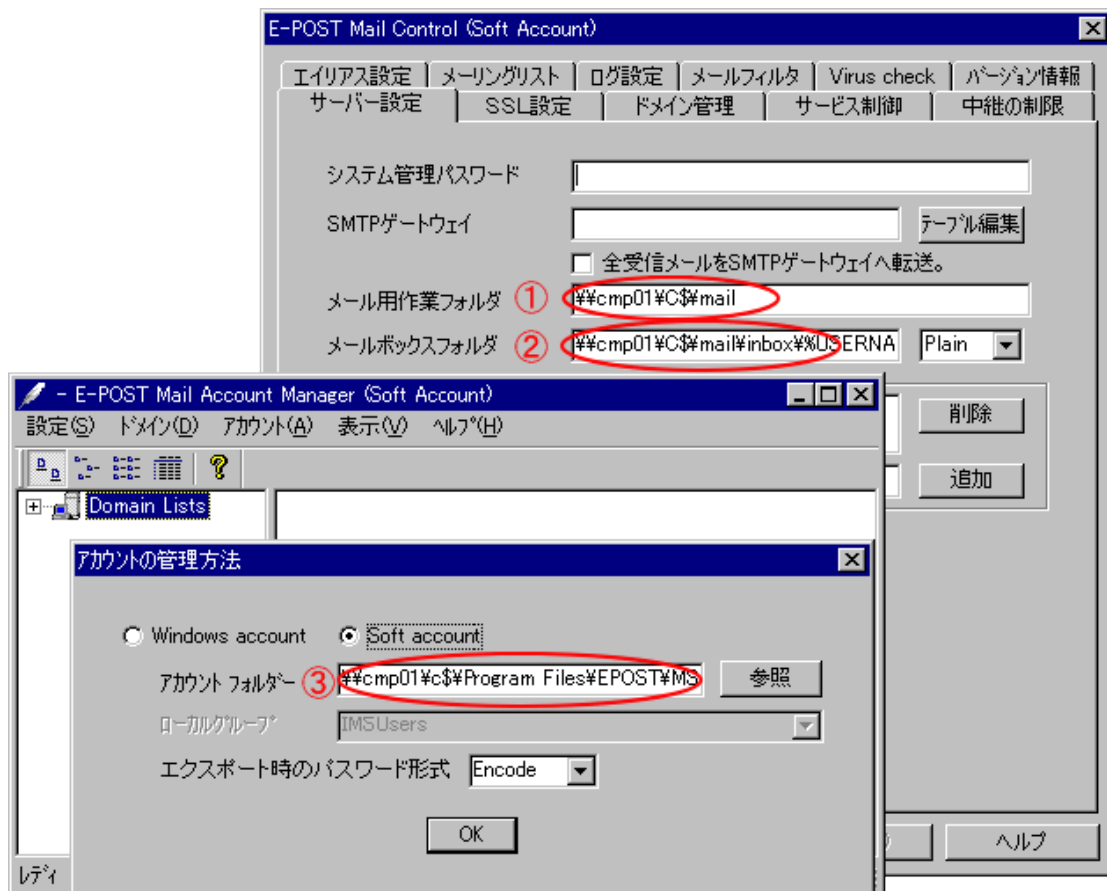 E-POST Mail Control (Soft Account)
エイリアス設定 メーリングリスト ログ設定 メールフィルタ Virus check バージョン情報
サーバー設定 SSL設定 ドメイン管理 サービス制御 中継の制限
システム管理パスワード
SMTPゲートウェイ テーブル編集
全受信メールをSMTPゲートウェイへ転送。
メール用作業フォルダ ① ¥¥cmp01¥C$¥mail
メールボックスフォルダ ② ¥¥cmp01¥C$¥mail¥inbox¥%USERNA Plain
削除
追加
ヘルプ
- E-POST Mail Account Manager (Soft Account)
設定(S) ドメイン(D) アカウント(A) 表示(V) ヘルプ(H)
Domain Lists
アカウントの管理方法
Windows account Soft account
アカウント フォルダー ③ ¥¥cmp01¥c$¥Program Files¥EPOST¥MS 参照
ローカルグループ IMSUsers
エクスポート時のパスワード形式 Encode
OK
レディ